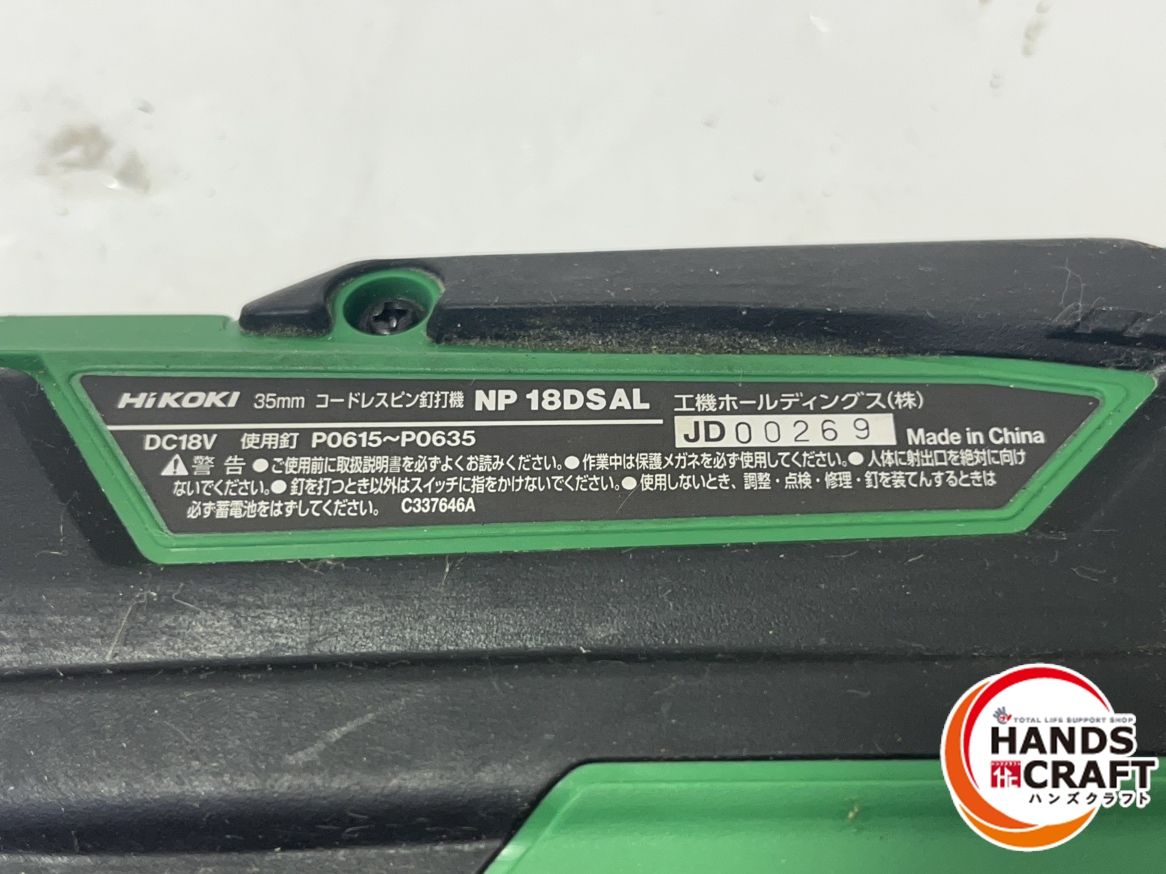 HiKOKI 35mm コードレスピン釘打機 NP 18DSAL 工機ホールディングス(株)
DC18V 使用釘 P0615~P0635 JD 00269 Made in China
⚠警告 ●ご使用前に取扱説明書を必ずよくお読みください。●作業中は保護メガネを必ず使用してください。●人体に射出口を絶対に向け
ないでください。●釘を打つとき以外はスイッチに指をかけないでください。●使用しないとき、調整・点検・修理・釘を装てんするときは
必ず蓄電池をはずしてください。 C337646A
TOTAL LIFE SUPPORT SHOP
HANDS
CRAFT
ハンズクラフト